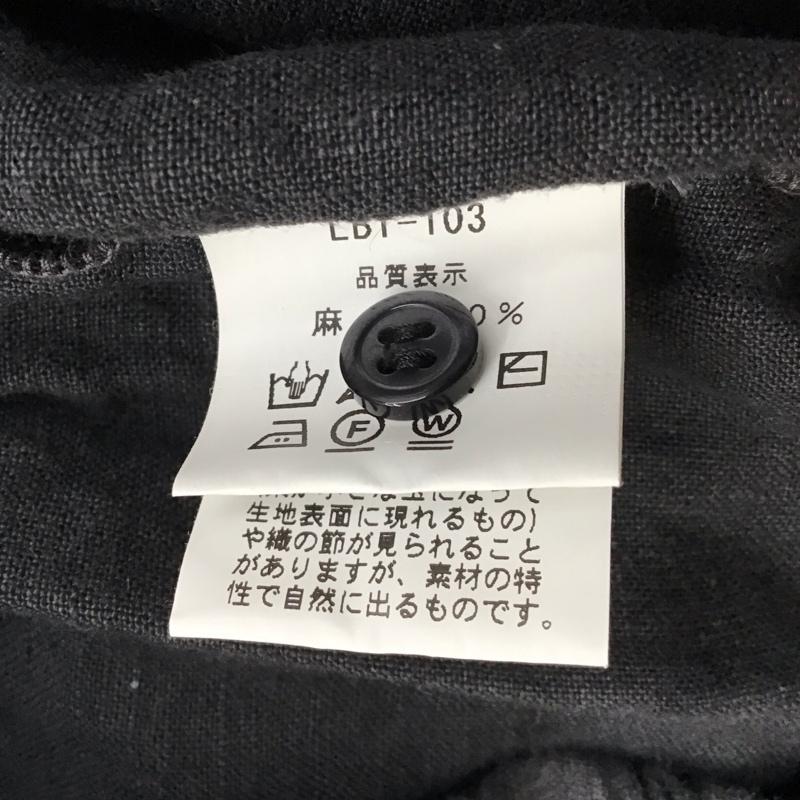 LBT-103
品質表示
麻 0%
F W
生地表面に現れるもの)
や織の節が見られること
がありますが、素材の特
性で自然に出るものです。